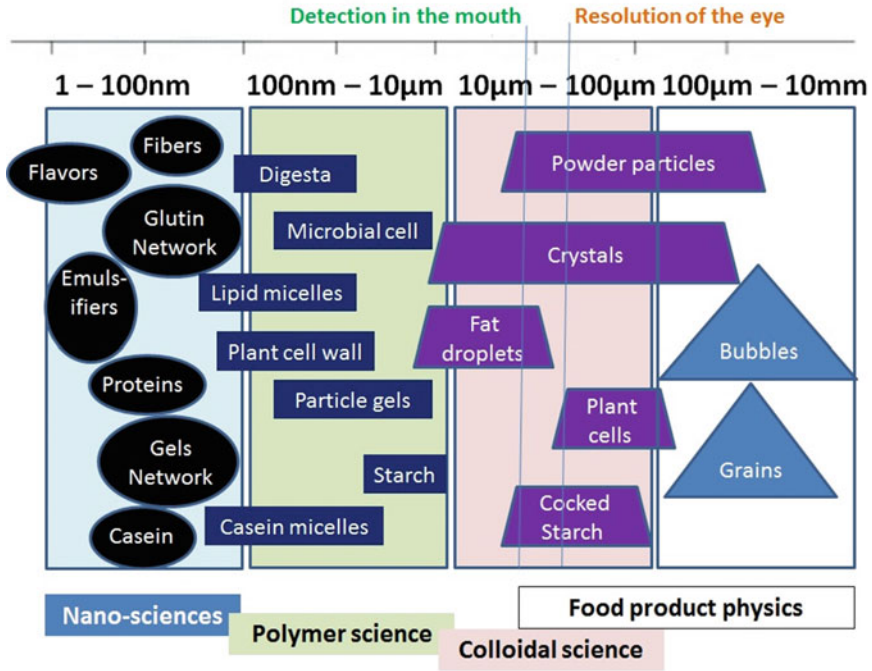 Detection in the mouth
Resolution of the eye
1 – 100nm
100nm – 10μm
10μm – 100μm
100μm – 10mm
Fibers
Flavors
Digesta
Powder particles
Glutin
Network
Microbial cell
Crystals
Emuls-
ifiers
Lipid micelles
Fat
droplets
Plant cell wall
Bubbles
Proteins
Particle gels
Plant
cells
Gels
Network
Starch
Grains
Casein
Casein micelles
Cocked
Starch
Nano-sciences
Polymer science
Colloidal science
Food product physics